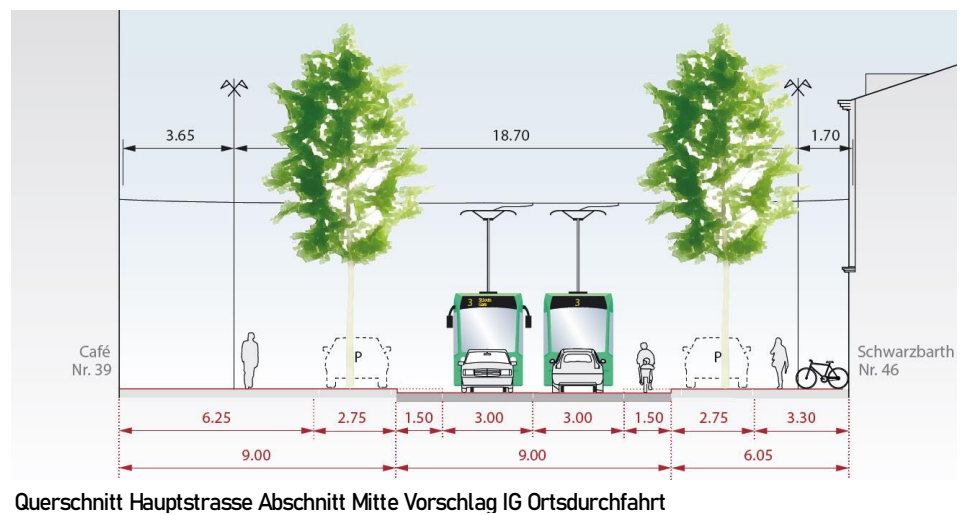 3.65 18.70 1.70
3 3
Café
Nr. 39
P P
Schwarzbarth
Nr. 46
6.25 2.75 1.50 3.00 3.00 1.50 2.75 3.30
9.00 9.00 6.05
Querschnitt Hauptstrasse Abschnitt Mitte Vorschlag IG Ortsdurchfahrt